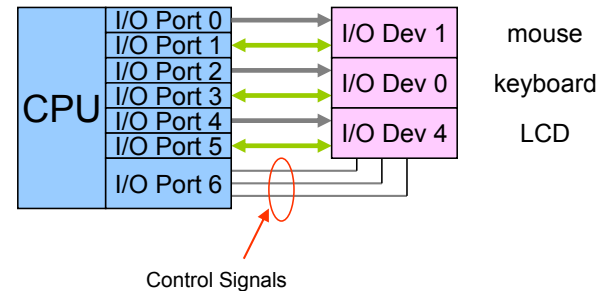 CPU
I/O Port 0
I/O Port 1
I/O Port 2
I/O Port 3
I/O Port 4
I/O Port 5
I/O Port 6
I/O Dev 1
mouse
I/O Dev 0
keyboard
I/O Dev 4
LCD
Control Signals